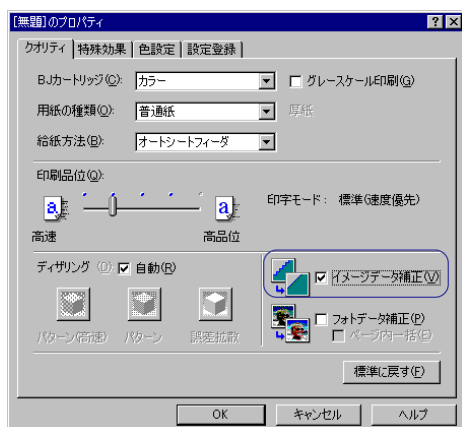 [無題]のプロパティ
クオリティ 特殊効果 色設定 設定登録
BJカートリッジ(C): カラー グレースケール印刷(G)
用紙の種類(O): 普通紙 厚紙
給紙方法(B): オートシートフィーダ
印刷品位(Q):
a a 印字モード: 標準(速度優先)
高速 高品位
ディザリング (D) 自動(R) イメージデータ補正(V)
フォトデータ補正(P)
パターン(高速) パターン 誤差拡散 ページ内一括(E)
標準に戻す(F)
OK キャンセル ヘルプ